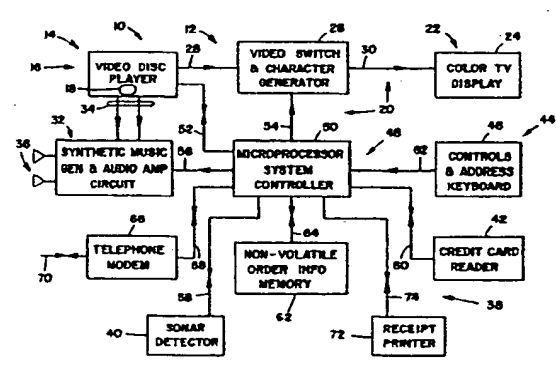 10
12
28
22
14
26
30
24
16
VIDEO DISC
PLAYER
VIDEO SWITCH
& CHARACTER
GENERATOR
COLOR TV
DISPLAY
18
34
20
32
52
54
50
44
36
56
48
62
46
SYNTHETIC MUSIC
GEN & AUDIO AMP
CIRCUIT
MICROPROCESSOR
SYSTEM
CONTROLLER
CONTROLS
& ADDRESS
KEYBOARD
66
42
TELEPHONE
MODEM
64
CREDIT CARD
READER
70
68
NON-VOLATILE
ORDER INFO
MEMORY
60
58
74
38
40
SONAR
DETECTOR
62
72
RECEIPT
PRINTER